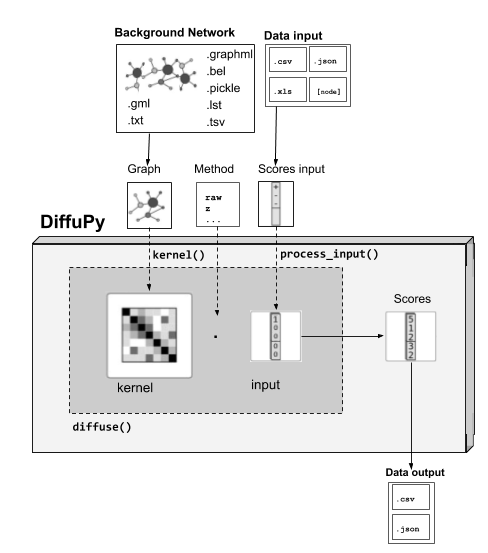 Background Network
Data input
.graphml
.bel
.pickle
.gml
.lst
.txt
.tsv
.csv
.json
.xls
[node]
Graph
Method
Scores input
raw
z
...
+
-
-
DiffuPy
kernel()
process_input()
Scores
1
0
0
0
0
5
1
2
3
2
.
kernel
input
diffuse()
Data output
.csv
.json